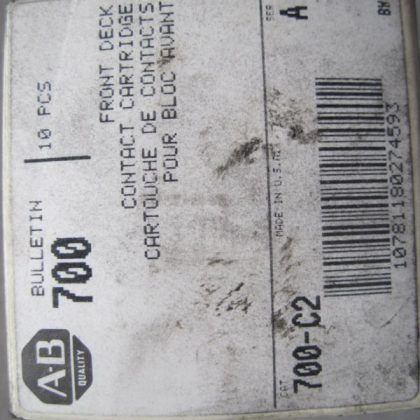 A-B
QUALITY
BULLETIN
700
10 PCS
FRONT DECK
CONTACT CARTRIDGE
CARTOUCHE DE CONTACTS
POUR BLOC AVANT
CAT
700-C2
MADE IN U.S.A.
SER
A
10781180274593